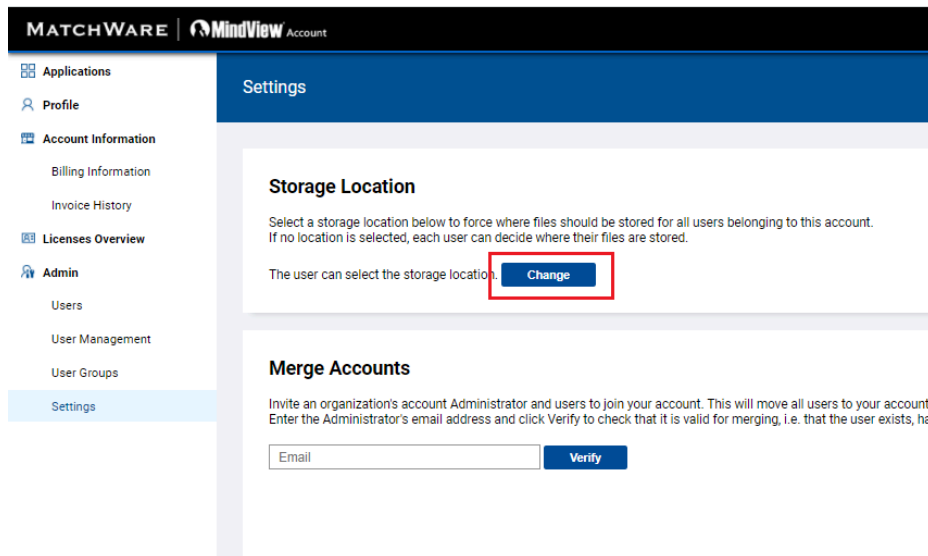 MATCHWARE MindView Account
Applications
Profile
Account Information
Billing Information
Invoice History
Licenses Overview
Admin
Users
User Management
User Groups
Settings
Settings
Storage Location
Select a storage location below to force where files should be stored for all users belonging to this account.
If no location is selected, each user can decide where their files are stored.
The user can select the storage location. Change
Merge Accounts
Invite an organization's account Administrator and users to join your account. This will move all users to your account
Enter the Administrator's email address and click Verify to check that it is valid for merging, i.e. that the user exists, ha
Email Verify